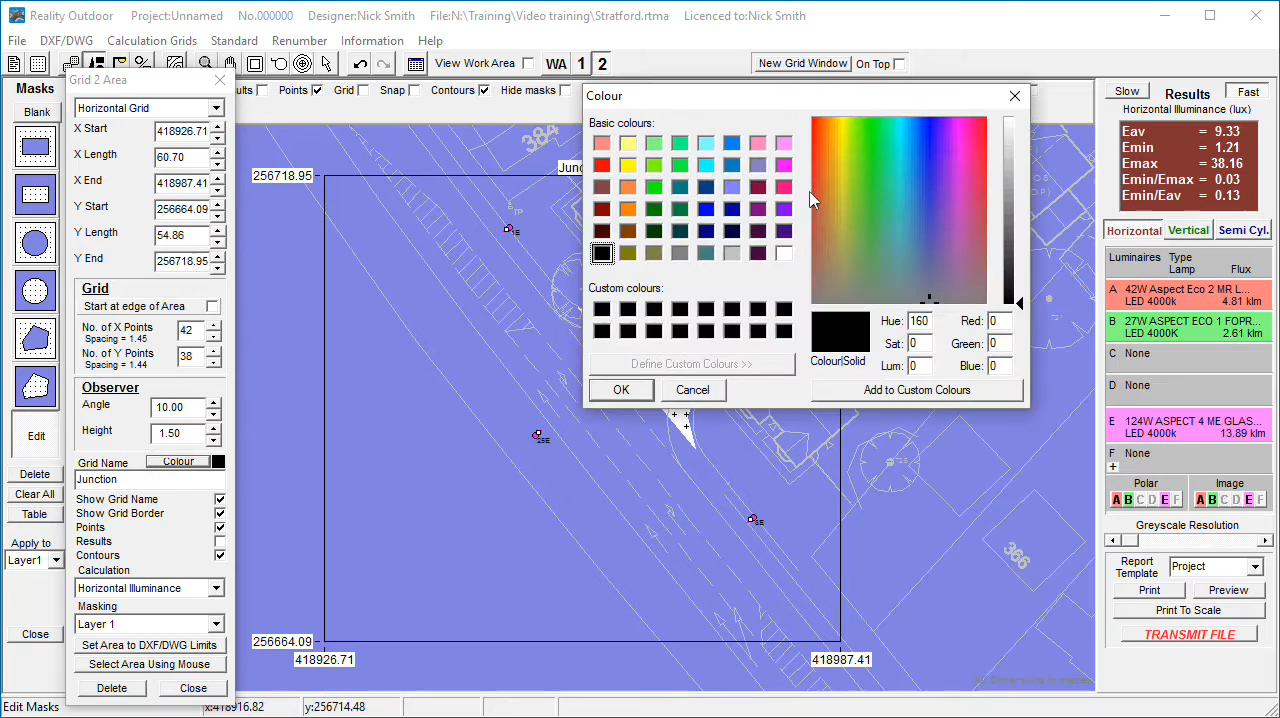 Reality Outdoor Project:Unnamed No.000000 Designer:Nick Smith File:N:\Training\Video training\Stratford.rtma Licenced to:Nick Smith
File DXF/DWG Calculation Grids Standard Renumber Information Help
View Work Area WA 1 2 New Grid Window On Top
Masks
Blank
Edit
Delete
Clear All
Table
Apply to
Layer1
Close
Grid 2 Area
Horizontal Grid
X Start 418926.71
X Length 60.70
X End 418987.41
Y Start 256664.09
Y Length 54.86
Y End 256718.95
Grid
Start at edge of Area
No. of X Points 42
Spacing = 1.45
No. of Y Points 38
Spacing = 1.44
Observer
Angle 10.00
Height 1.50
Grid Name Colour
Junction
Show Grid Name
Show Grid Border
Points
Results
Contours
Calculation
Horizontal Illuminance
Masking
Layer 1
Set Area to DXF/DWG Limits
Select Area Using Mouse
Delete Close
ults Points Grid Snap Contours Hide masks
384
256718.95
Junc
TP
256664.09
418926.71 418987.41
366
All Dimensions in metres
Colour
Basic colours:
Custom colours:
Define Custom Colours >>
OK Cancel
Colour|Solid
Hue: 160 Red: 0
Sat: 0 Green: 0
Lum: 0 Blue: 0
Add to Custom Colours
Slow Results Fast
Horizontal Illuminance (lux)
Eav = 9.33
Emin = 1.21
Emax = 38.16
Emin/Emax = 0.03
Emin/Eav = 0.13
Horizontal Vertical Semi Cyl.
Luminaires Type
Lamp Flux
A 42W Aspect Eco 2 MR L...
LED 4000k 4.81 klm
B 27W ASPECT ECO 1 FOPR...
LED 4000K 2.61 klm
C None
D None
E 124W ASPECT 4 ME GLAS...
LED 4000k 13.89 klm
F None
+
Polar Image
A B C D E F A B C D E F
Greyscale Resolution
Report Template Project
Print Preview
Print To Scale
TRANSMIT FILE
Edit Masks x:418916.82 y:256714.48